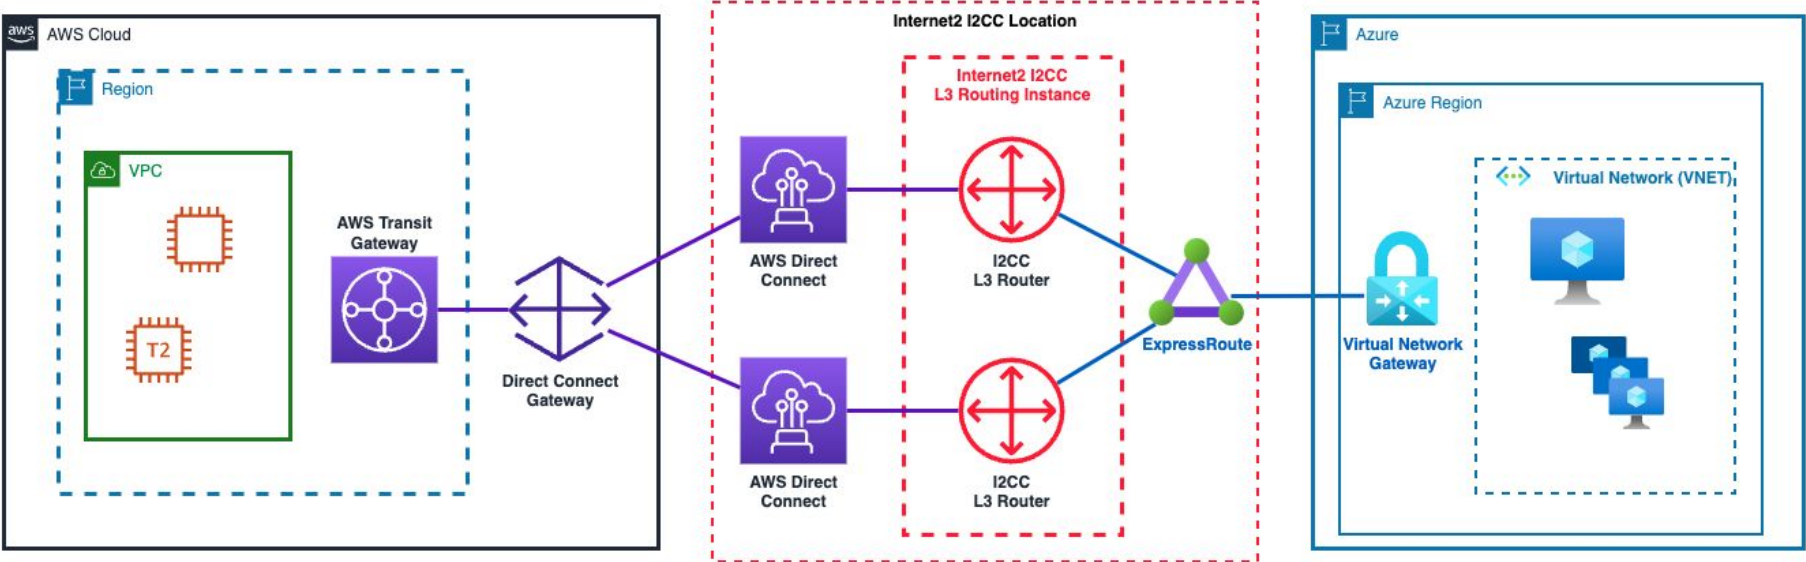 aws
AWS Cloud
Region
VPC
T2
AWS Transit
Gateway
Direct Connect
Gateway
Internet2 I2CC Location
Internet2 I2CC
L3 Routing Instance
AWS Direct
Connect
I2CC
L3 Router
AWS Direct
Connect
I2CC
L3 Router
ExpressRoute
Azure
Azure Region
Virtual Network (VNET)
Virtual Network
Gateway